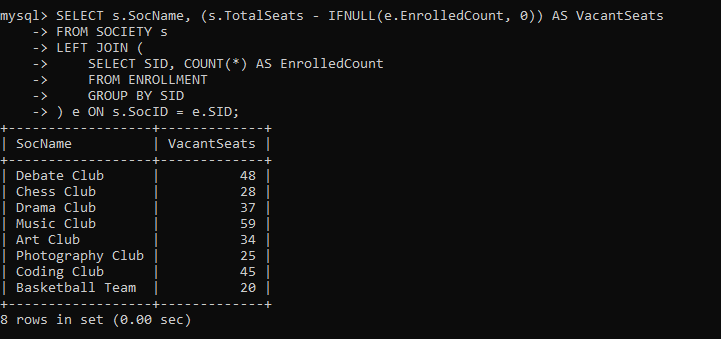 mysql> SELECT s.SocName, (s.TotalSeats - IFNULL(e.EnrolledCount, 0)) AS VacantSeats
    -> FROM SOCIETY s
    -> LEFT JOIN (
    ->     SELECT SID, COUNT(*) AS EnrolledCount
    ->     FROM ENROLLMENT
    ->     GROUP BY SID
    -> ) e ON s.SocID = e.SID;
+------------------+-------------+
| SocName          | VacantSeats |
+------------------+-------------+
| Debate Club      |          48 |
| Chess Club       |          28 |
| Drama Club       |          37 |
| Music Club       |          59 |
| Art Club         |          34 |
| Photography Club |          25 |
| Coding Club      |          45 |
| Basketball Team  |          20 |
+------------------+-------------+
8 rows in set (0.00 sec)